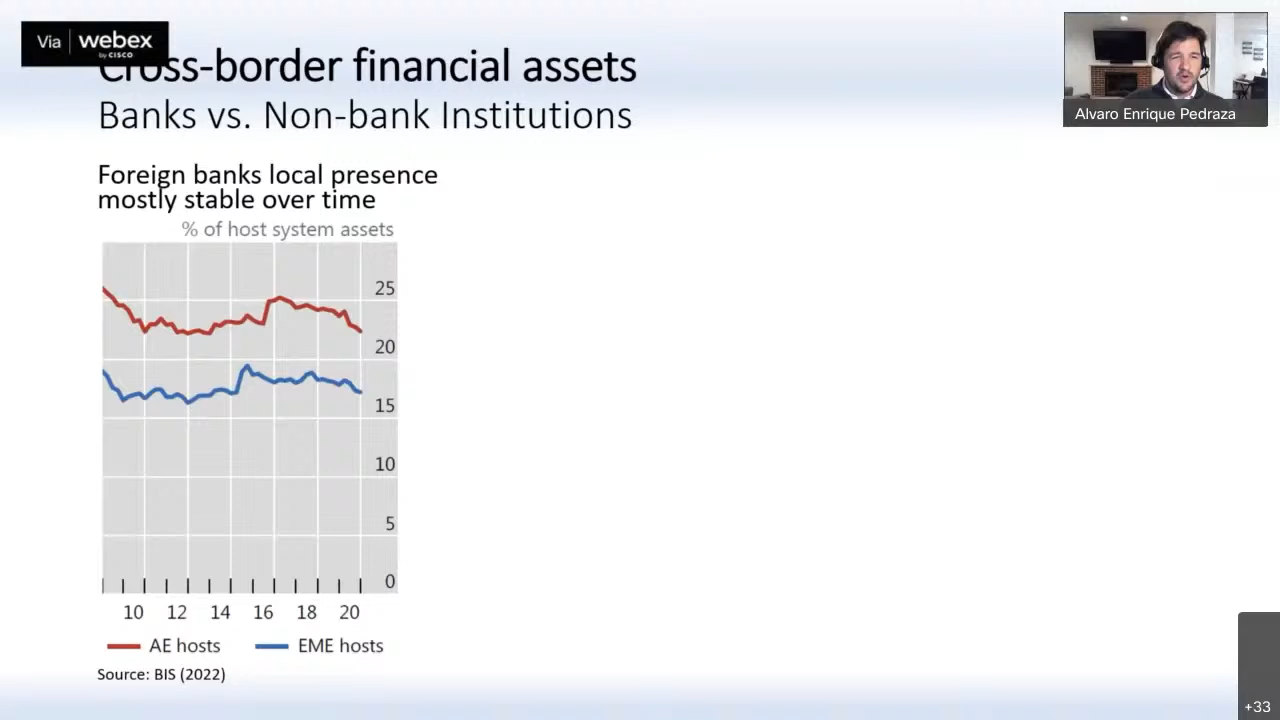 Via webex
by CISCO
Cross-border financial assets
Banks vs. Non-bank Institutions
Alvaro Enrique Pedraza
Foreign banks local presence
mostly stable over time
% of host system assets
25
20
15
10
5
0
10 12 14 16 18 20
AE hosts EME hosts
Source: BIS (2022)
+33